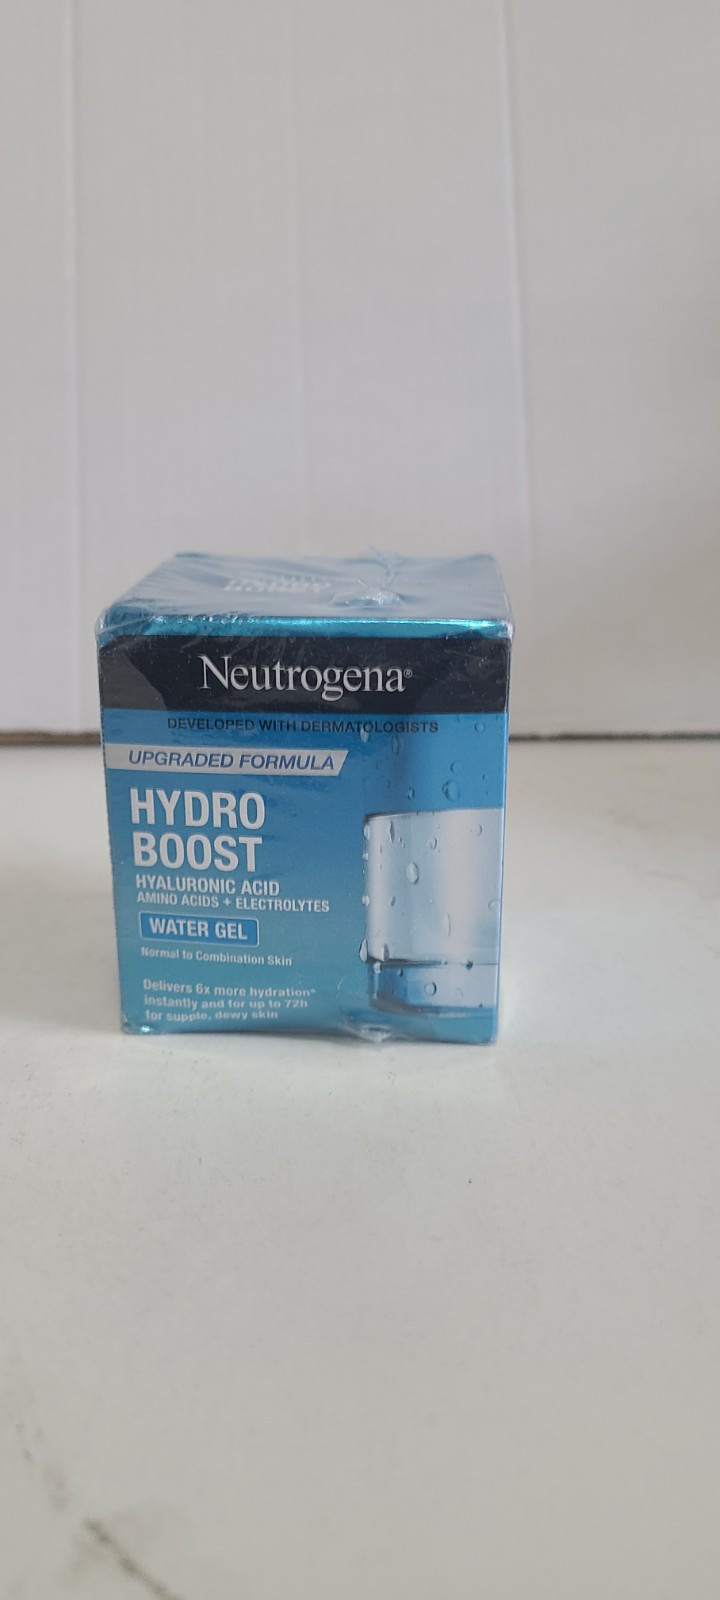 Neutrogena®
DEVELOPED WITH DERMATOLOGISTS
UPGRADED FORMULA
HYDRO
BOOST
HYALURONIC ACID
AMINO ACIDS + ELECTROLYTES
WATER GEL
Normal to Combination Skin
Delivers 6x more hydration*
instantly and for up to 72h
for supple, dewy skin